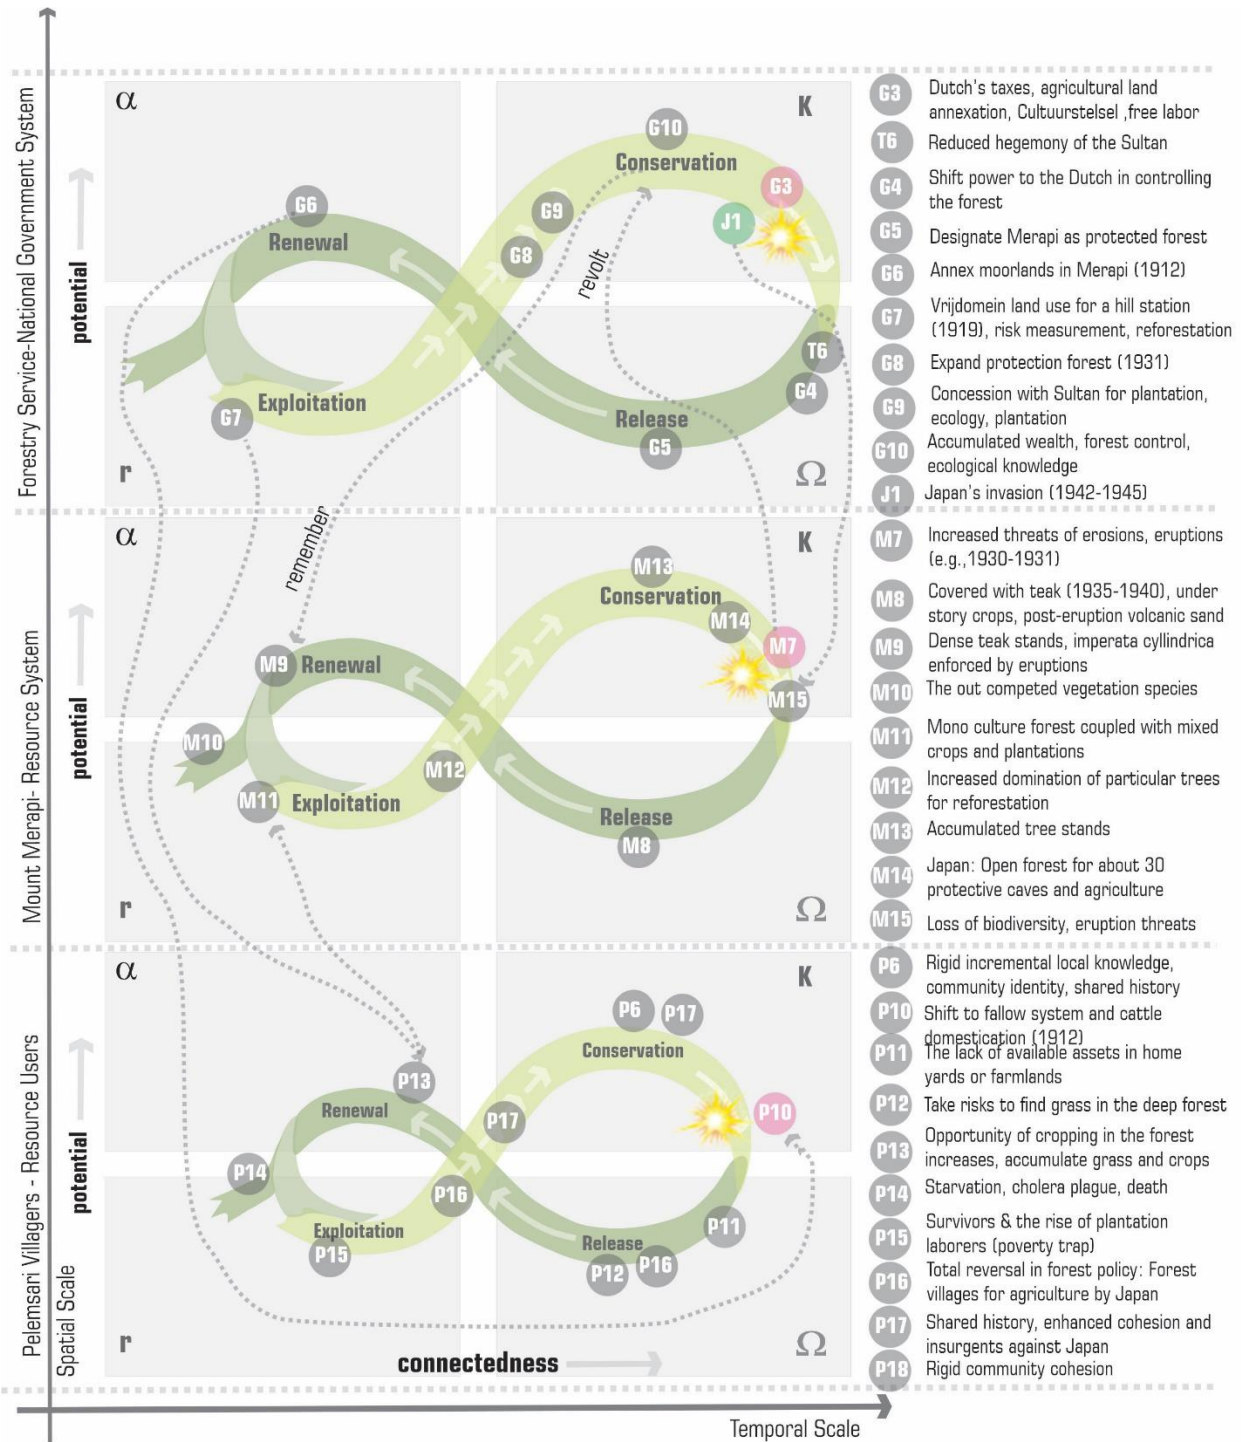 Forestry Service-National Government System
potential
α
K
G10
Conservation
G3
G6
G9
J1
Renewal
G8
revolt
T6
Exploitation
G4
G7
Release
G5
r
Ω
G3 Dutch's taxes, agricultural land
annexation, Cultuurstelsel ,free labor
T6 Reduced hegemony of the Sultan
G4 Shift power to the Dutch in controlling
the forest
G5 Designate Merapi as protected forest
G6 Annex moorlands in Merapi (1912)
G7 Vrijdomein land use for a hill station
(1919), risk measurement, reforestation
G8 Expand protection forest (1931)
G9 Concession with Sultan for plantation,
ecology, plantation
G10 Accumulated wealth, forest control,
ecological knowledge
J1 Japan's invasion (1942-1945)
Mount Merapi- Resource System
potential
α
K
remember
M13
Conservation
M14
M7
M9 Renewal
M15
M10
M12
M11 Exploitation
Release
M8
r
Ω
M7 Increased threats of erosions, eruptions
(e.g.,1930-1931)
M8 Covered with teak (1935-1940), under
story crops, post-eruption volcanic sand
M9 Dense teak stands, imperata cyllindrica
enforced by eruptions
M10 The out competed vegetation species
M11 Mono culture forest coupled with mixed
crops and plantations
M12 Increased domination of particular trees
for reforestation
M13 Accumulated tree stands
M14 Japan: Open forest for about 30
protective caves and agriculture
M15 Loss of biodiversity, eruption threats
Pelemsari Villagers - Resource Users
Spatial Scale
potential
α
K
P6 P17
Conservation
P13
Renewal
P17
P10
P14
P16
Exploitation
P11
P15
Release
P12 P16
r
Ω
connectedness
P6 Rigid incremental local knowledge,
community identity, shared history
P10 Shift to fallow system and cattle
domestication (1912)
P11 The lack of available assets in home
yards or farmlands
P12 Take risks to find grass in the deep forest
P13 Opportunity of cropping in the forest
increases, accumulate grass and crops
P14 Starvation, cholera plague, death
P15 Survivors & the rise of plantation
laborers (poverty trap)
P16 Total reversal in forest policy: Forest
villages for agriculture by Japan
P17 Shared history, enhanced cohesion and
insurgents against Japan
P18 Rigid community cohesion
Temporal Scale